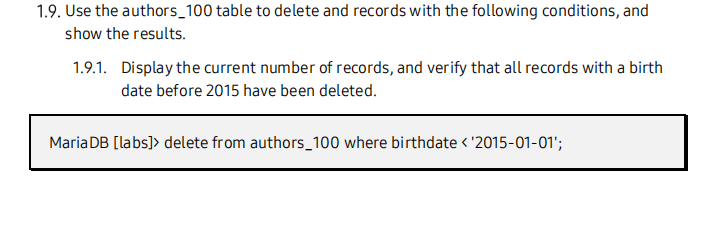 1.9. Use the authors_100 table to delete and records with the following conditions, and
show the results.
1.9.1. Display the current number of records, and verify that all records with a birth
date before 2015 have been deleted.
MariaDB [labs]> delete from authors_100 where birthdate < '2015-01-01';